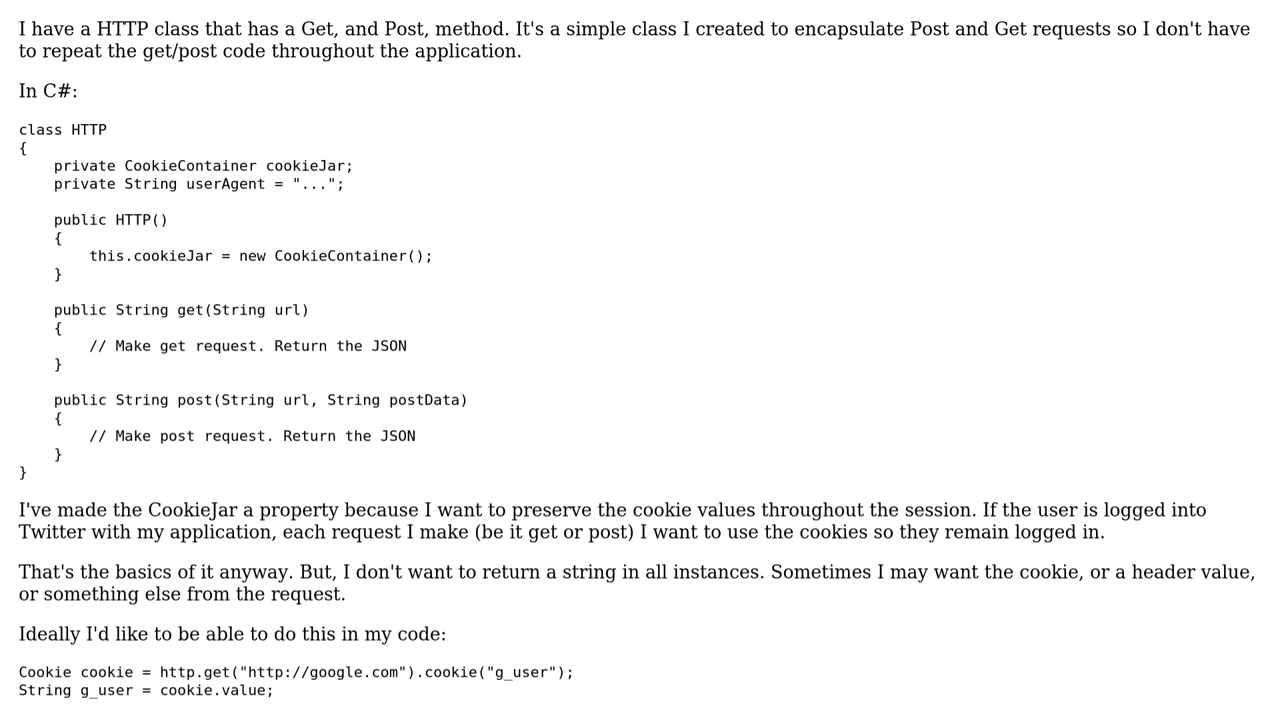 I have a HTTP class that has a Get, and Post, method. It's a simple class I created to encapsulate Post and Get requests so I don't have
to repeat the get/post code throughout the application.
In C#:
class HTTP
{
    private CookieContainer cookieJar;
    private String userAgent = "...";
    public HTTP()
    {
        this.cookieJar = new CookieContainer();
    }
    public String get(String url)
    {
        // Make get request. Return the JSON
    }
    public String post(String url, String postData)
    {
        // Make post request. Return the JSON
    }
}
I've made the CookieJar a property because I want to preserve the cookie values throughout the session. If the user is logged into
Twitter with my application, each request I make (be it get or post) I want to use the cookies so they remain logged in.
That's the basics of it anyway. But, I don't want to return a string in all instances. Sometimes I may want the cookie, or a header value,
or something else from the request.
Ideally I'd like to be able to do this in my code:
Cookie cookie = http.get("http://google.com").cookie("g_user");
String g_user = cookie.value;